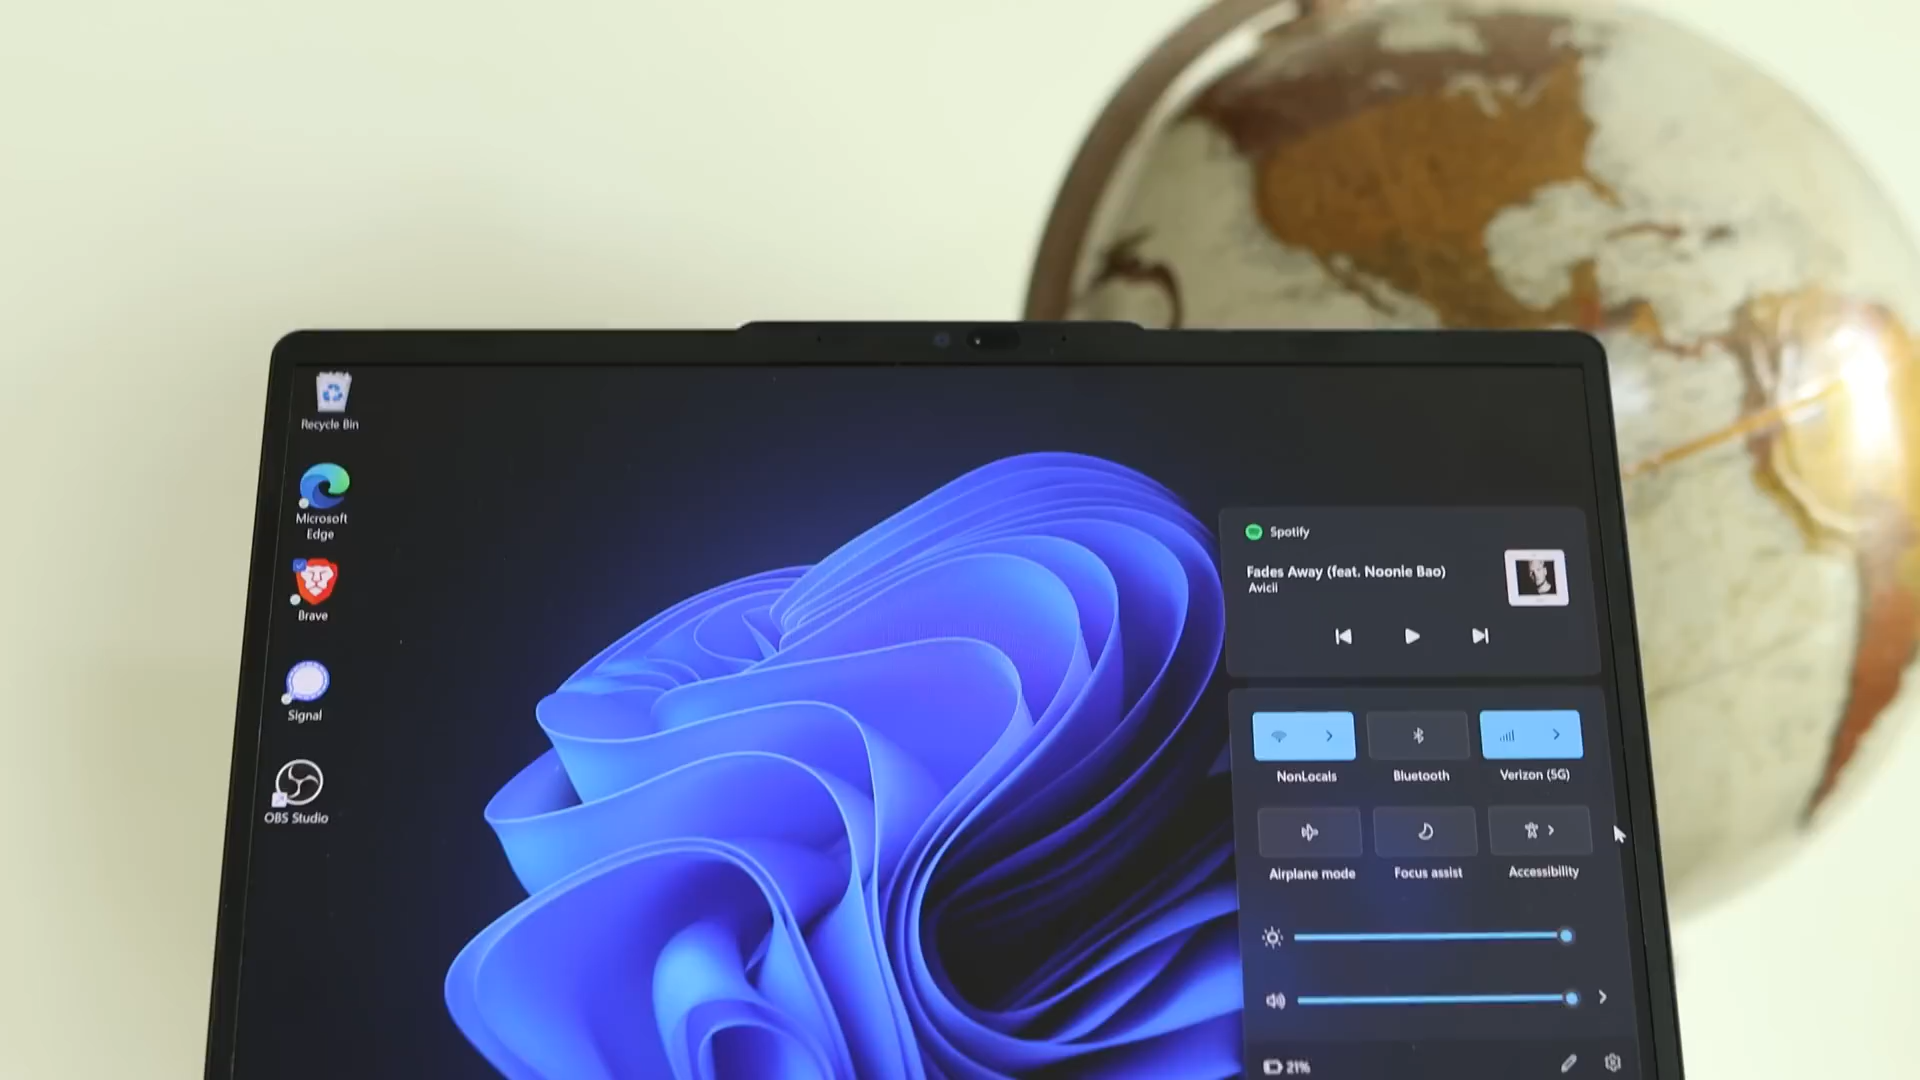 Recycle Bin
Microsoft
Edge
Brave
Signal
OBS Studio
Spotify
Fades Away (feat. Noonie Bao)
Avicii
NonLocals
Bluetooth
Verizon (5G)
Airplane mode
Focus assist
Accessibility
21%